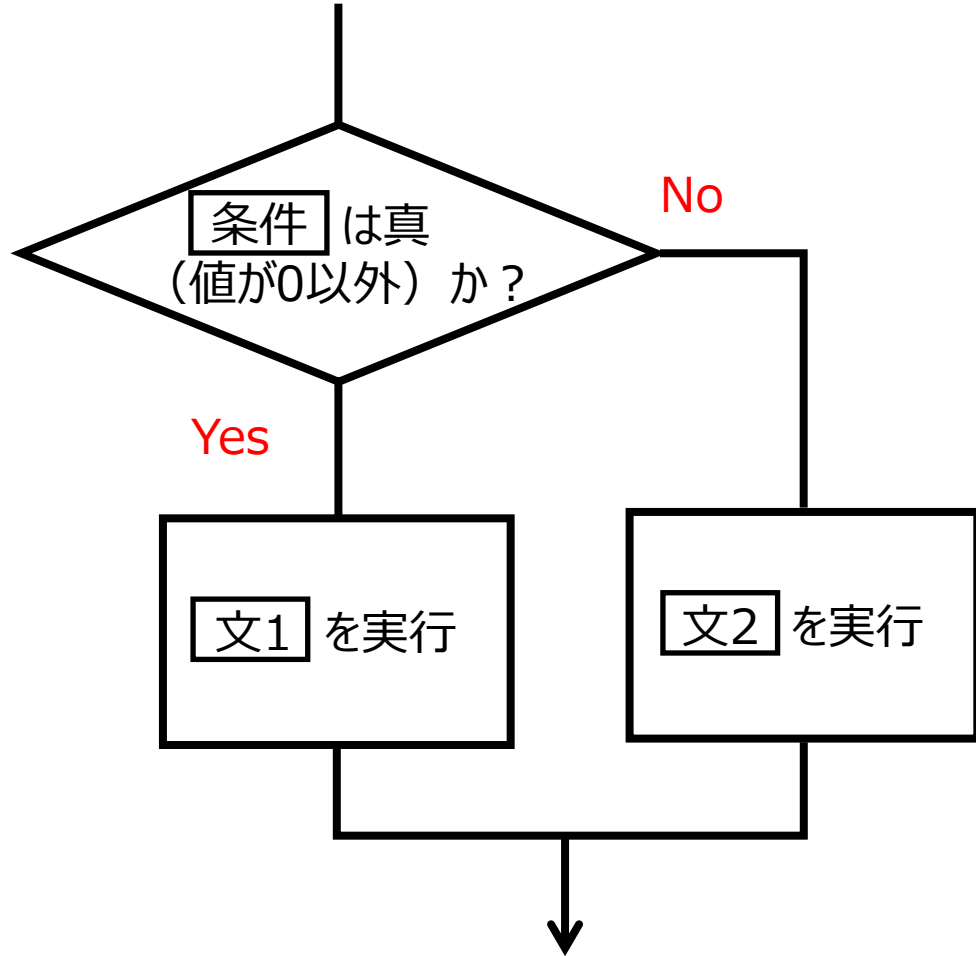 条件 は真
（値が0以外）か？
No
Yes
文1 を実行
文2 を実行